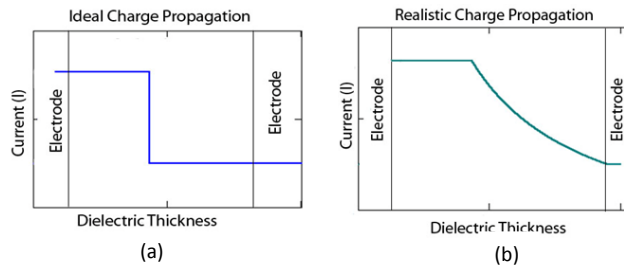 Ideal Charge Propagation
Current (I)
Electrode
Electrode
Dielectric Thickness
(a)
Realistic Charge Propagation
Current (I)
Electrode
Electrode
Dielectric Thickness
(b)